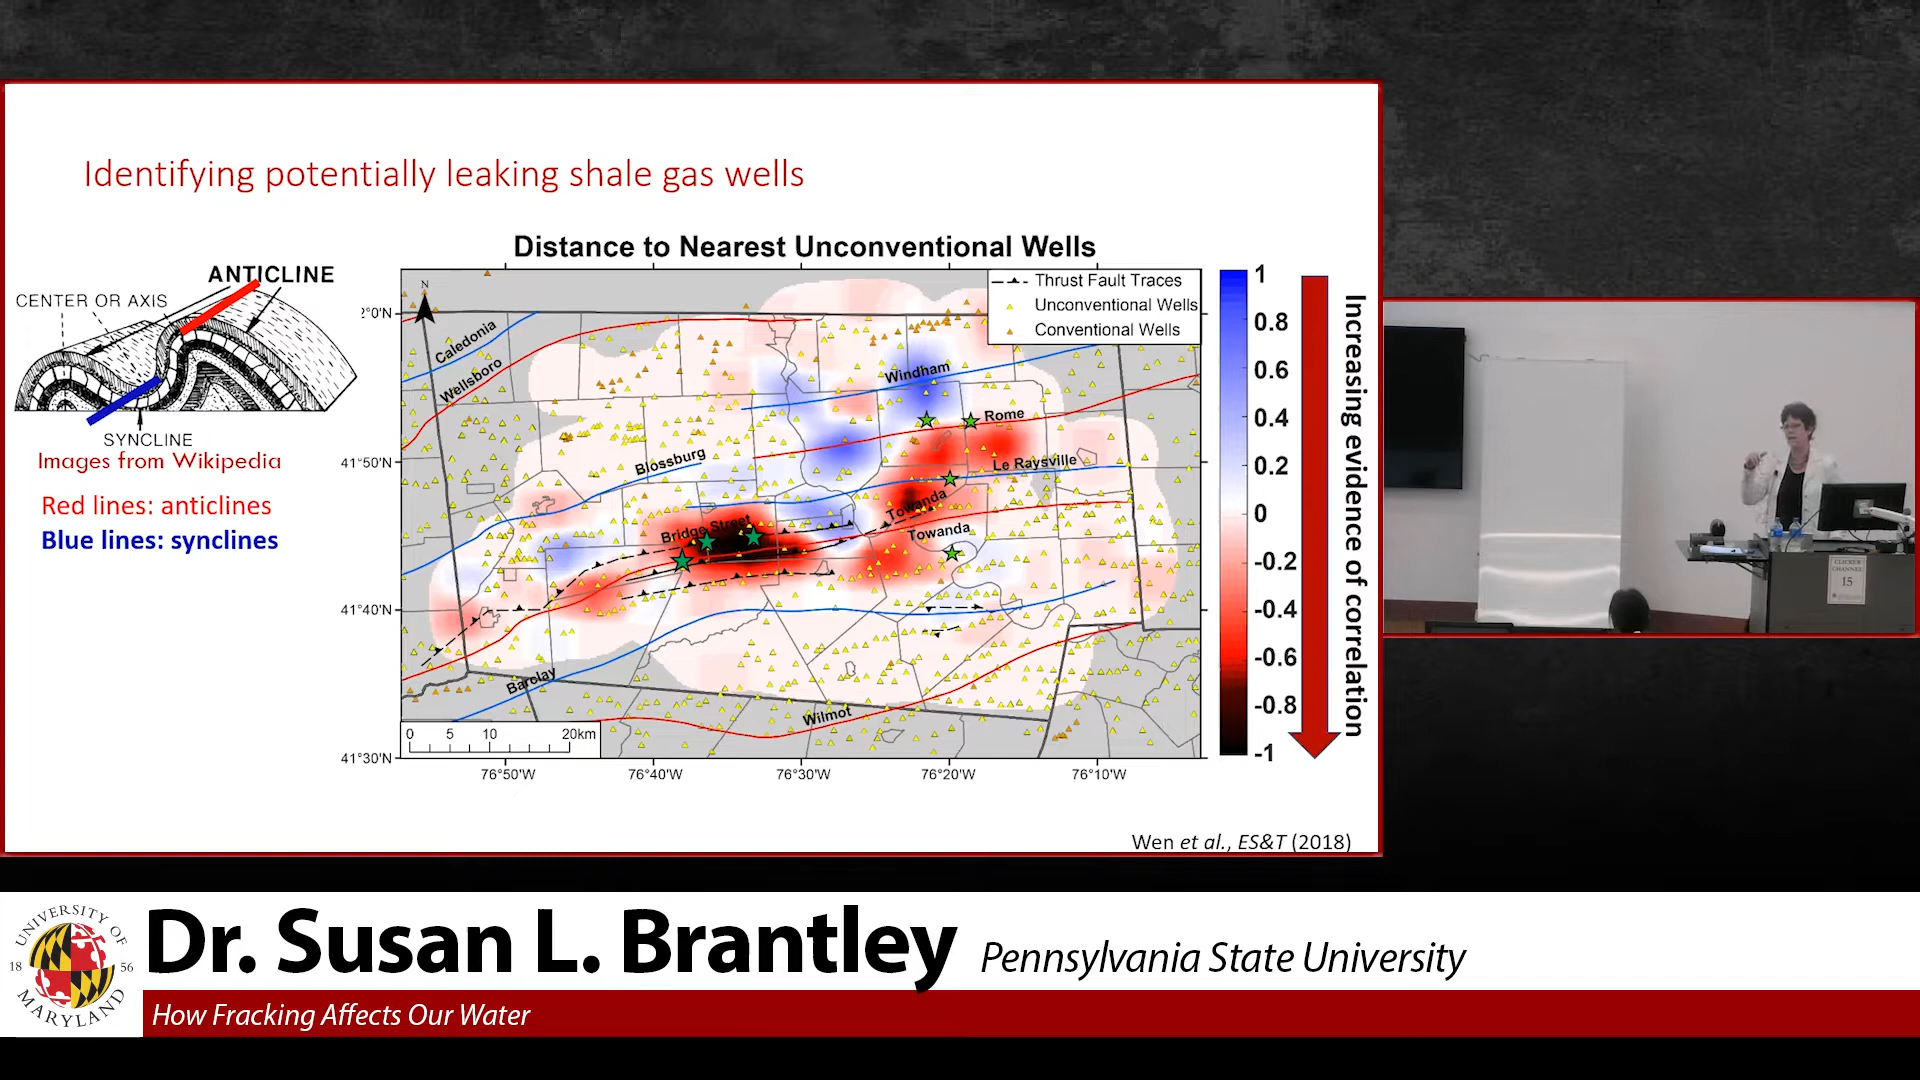 Identifying potentially leaking shale gas wells
ANTICLINE
CENTER OR AXIS
SYNCLINE
Images from Wikipedia
Red lines: anticlines
Blue lines: synclines
Distance to Nearest Unconventional Wells
N
Thrust Fault Traces
Unconventional Wells
Conventional Wells
2°0'N
41°50'N
41°40'N
41°30'N
Caledonia
Wellsboro
Windham
Rome
Blossburg
Le Raysville
Towanda
Bridge Street
Towanda
Barclay
Wilmot
0 5 10 20km
76°50'W 76°40'W 76°30'W 76°20'W 76°10'W
1
0.8
0.6
0.4
0.2
0
-0.2
-0.4
-0.6
-0.8
-1
Increasing evidence of correlation
Wen et al., ES&T (2018)
CLICKER
CHANNEL
15
UNIVERSITY OF
18 56
MARYLAND
Dr. Susan L. Brantley Pennsylvania State University
How Fracking Affects Our Water